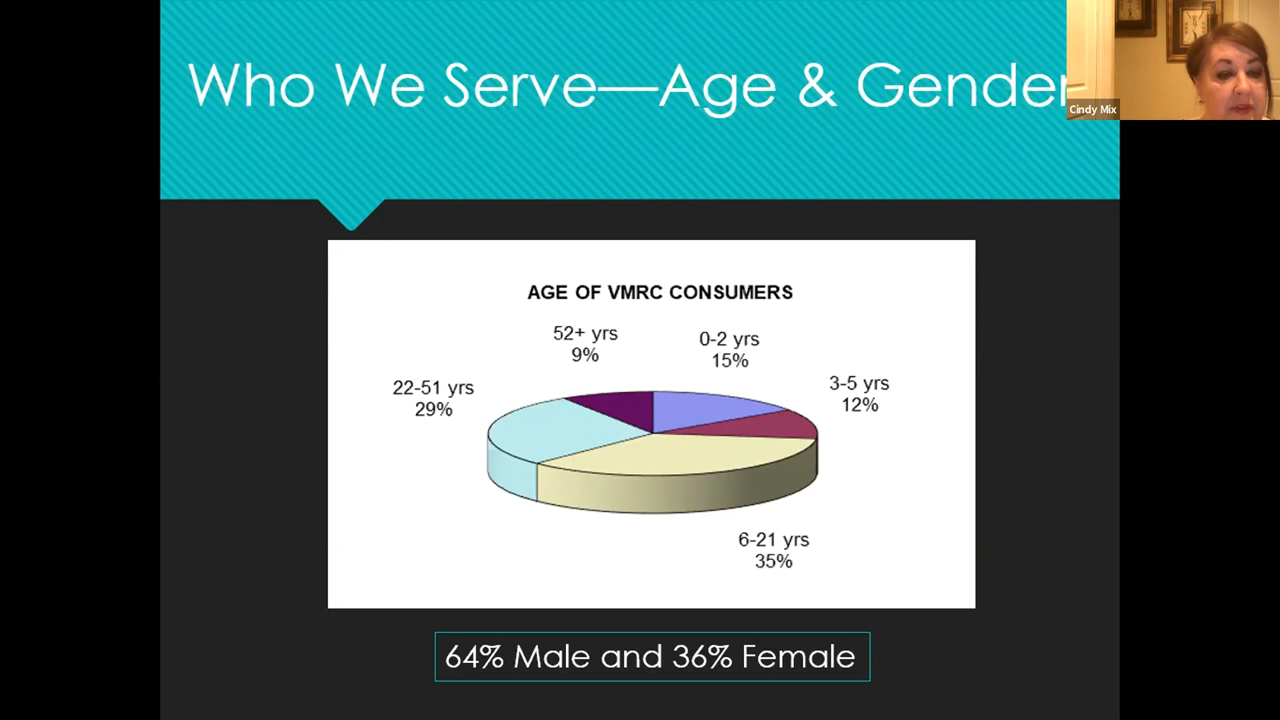 Who We Serve—Age & Gender
Cindy Mix
AGE OF VMRC CONSUMERS
52+ yrs
9%
0-2 yrs
15%
22-51 yrs
29%
3-5 yrs
12%
6-21 yrs
35%
64% Male and 36% Female